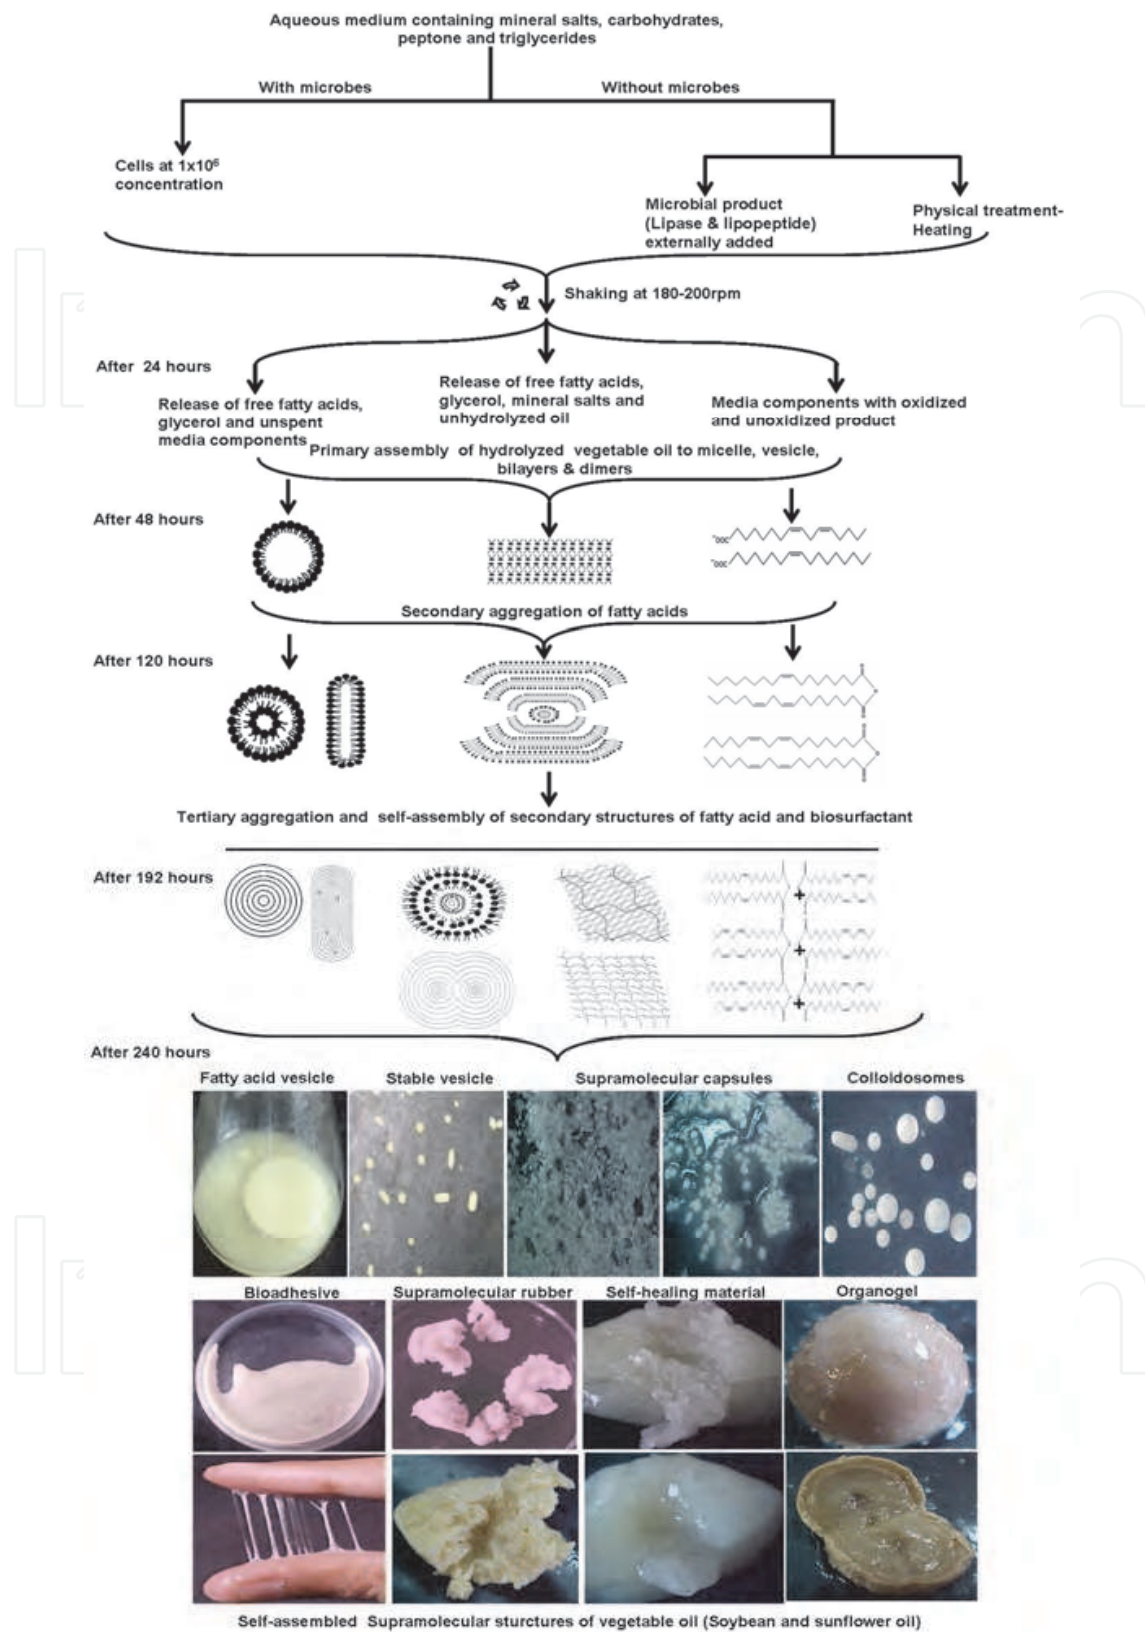 Aqueous medium containing mineral salts, carbohydrates,
peptone and triglycerides
With microbes
Without microbes
Cells at 1x10⁶
concentration
Microbial product
(Lipase & lipopeptide)
externally added
Physical treatment-
Heating
Shaking at 180-200rpm
After 24 hours
Release of free fatty acids,
glycerol and unspent
media components
Release of free fatty acids,
glycerol, mineral salts and
unhydrolyzed oil
Media components with oxidized
and unoxidized product
Primary assembly of hydrolyzed vegetable oil to micelle, vesicle,
bilayers & dimers
After 48 hours
⁻OOC
⁻OOC
Secondary aggregation of fatty acids
After 120 hours
Tertiary aggregation and self-assembly of secondary structures of fatty acid and biosurfactant
After 192 hours
+
+
+
After 240 hours
Fatty acid vesicle
Stable vesicle
Supramolecular capsules
Colloidosomes
Bioadhesive
Supramolecular rubber
Self-healing material
Organogel
Self-assembled Supramolecular sturctures of vegetable oil (Soybean and sunflower oil)